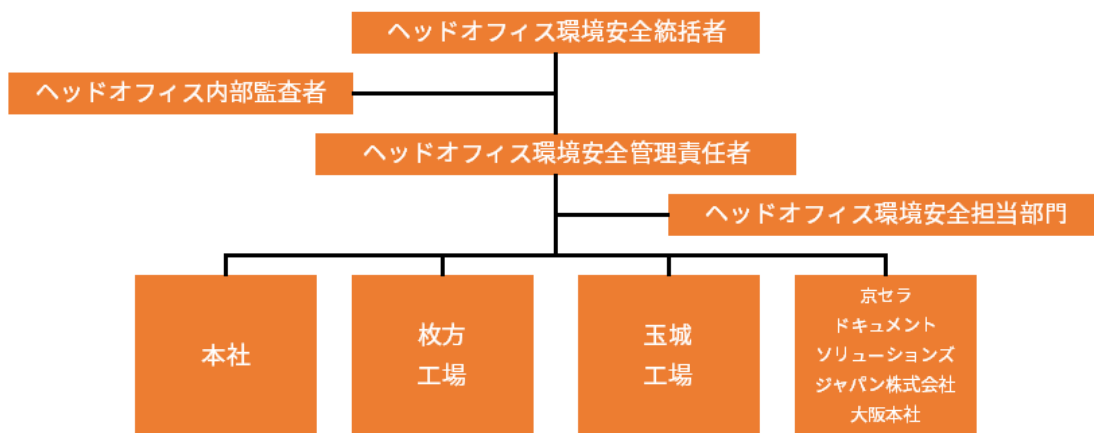 ヘッドオフィス環境安全統括者
ヘッドオフィス内部監査者
ヘッドオフィス環境安全管理責任者
ヘッドオフィス環境安全担当部門
本社
枚方
工場
玉城
工場
京セラ
ドキュメント
ソリューションズ
ジャパン株式会社
大阪本社